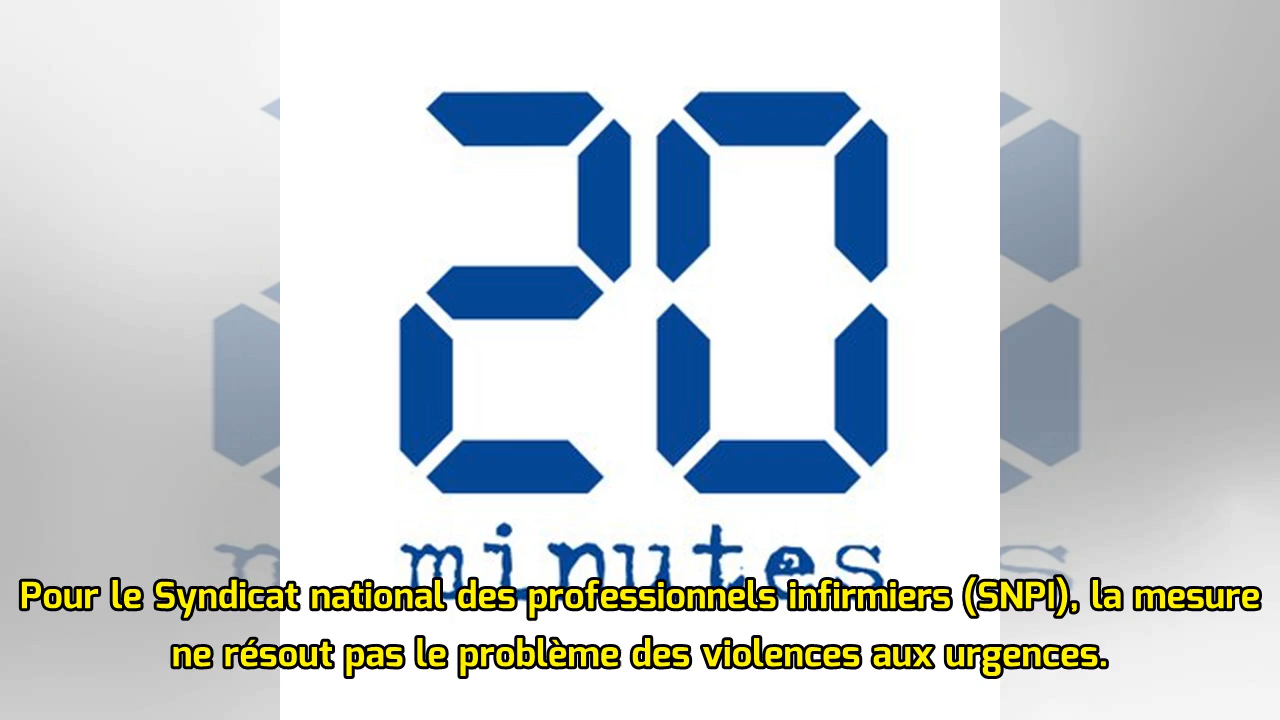 20
minutes
Pour le Syndicat national des professionnels infirmiers (SNPI), la mesure
ne résout pas le problème des violences aux urgences.